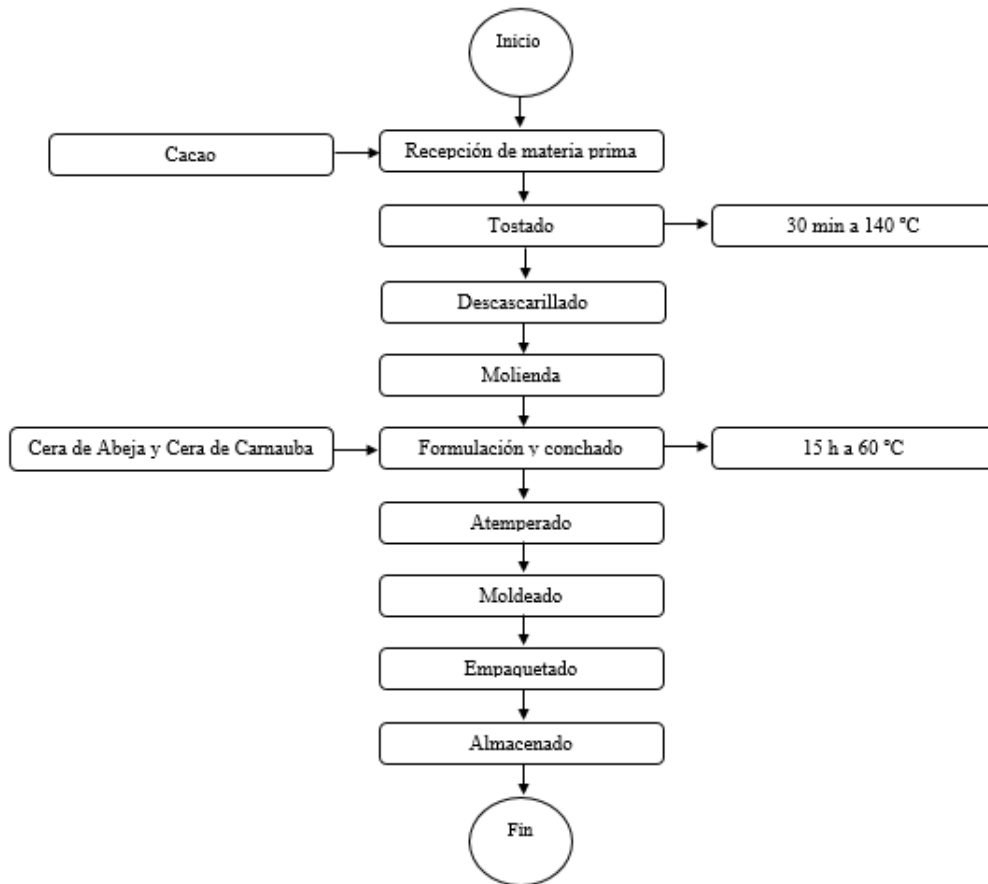 Inicio
Cacao
Recepción de materia prima
Tostado
30 min a 140 °C
Descascarillado
Molienda
Cera de Abeja y Cera de Carnauba
Formulación y conchado
15 h a 60 °C
Atemperado
Moldeado
Empaquetado
Almacenado
Fin